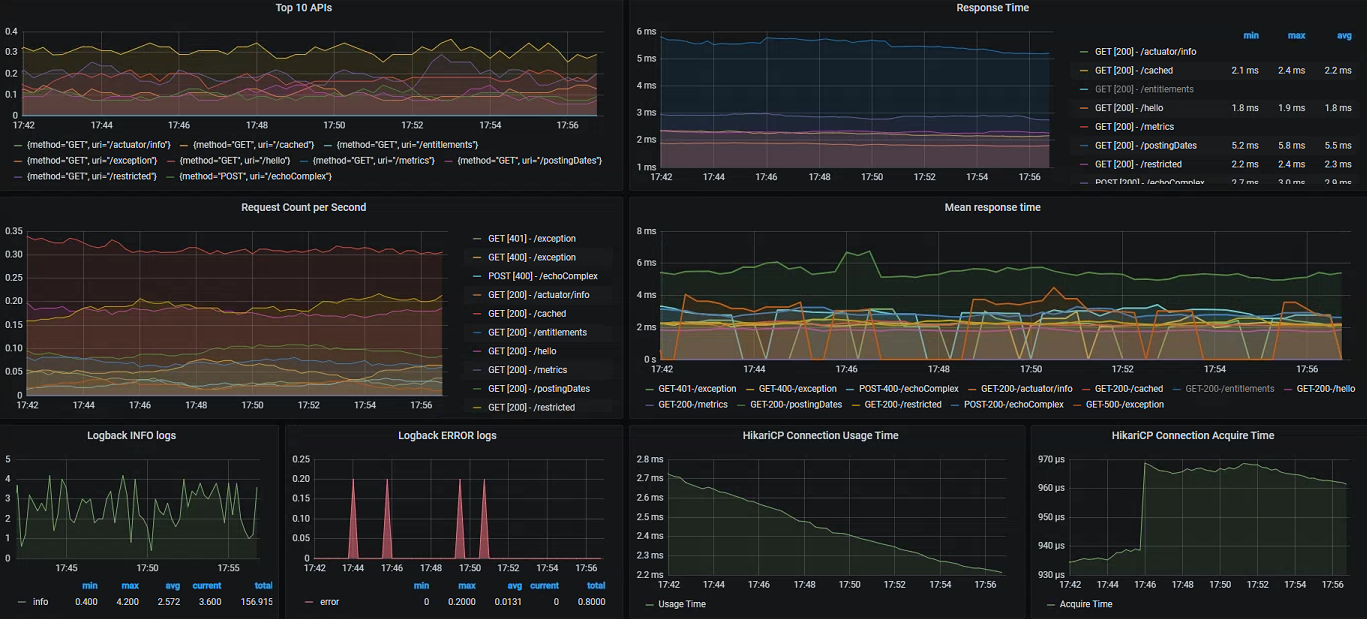 Top 10 APIs
0.4
0.3
0.2
0.1
0
17:42 17:44 17:46 17:48 17:50 17:52 17:54 17:56
{method="GET", uri="/actuator/info"} {method="GET", uri="/cached"} {method="GET", uri="/entitlements"}
{method="GET", uri="/exception"} {method="GET", uri="/hello"} {method="GET", uri="/metrics"} {method="GET", uri="/postingDates"}
{method="GET", uri="/restricted"} {method="POST", uri="/echoComplex"}
Response Time
6 ms
5 ms
4 ms
3 ms
2 ms
1 ms
17:42 17:44 17:46 17:48 17:50 17:52 17:54 17:56
min max avg
GET [200] - /actuator/info
GET [200] - /cached 2.1 ms 2.4 ms 2.2 ms
GET [200] - /entitlements
GET [200] - /hello 1.8 ms 1.9 ms 1.8 ms
GET [200] - /metrics
GET [200] - /postingDates 5.2 ms 5.8 ms 5.5 ms
GET [200] - /restricted 2.2 ms 2.4 ms 2.3 ms
POST [200] - /echoComplex 2.7 ms 3.0 ms 2.9 ms
Request Count per Second
0.35
0.30
0.25
0.20
0.15
0.10
0.05
0
17:42 17:44 17:46 17:48 17:50 17:52 17:54 17:56
GET [401] - /exception
GET [400] - /exception
POST [400] - /echoComplex
GET [200] - /actuator/info
GET [200] - /cached
GET [200] - /entitlements
GET [200] - /hello
GET [200] - /metrics
GET [200] - /postingDates
GET [200] - /restricted
Mean response time
8 ms
6 ms
4 ms
2 ms
0 s
17:42 17:44 17:46 17:48 17:50 17:52 17:54 17:56
GET-401-/exception GET-400-/exception POST-400-/echoComplex GET-200-/actuator/info GET-200-/cached GET-200-/entitlements GET-200-/hello
GET-200-/metrics GET-200-/postingDates GET-200-/restricted POST-200-/echoComplex GET-500-/exception
Logback INFO logs
5
4
3
2
1
0
17:45 17:50 17:55
min max avg current total
info 0.400 4.200 2.572 3.600 156.915
Logback ERROR logs
0.25
0.20
0.15
0.10
0.05
0
17:42 17:44 17:46 17:48 17:50 17:52 17:54 17:56
min max avg current total
error 0 0.2000 0.0131 0 0.8000
HikariCP Connection Usage Time
2.8 ms
2.7 ms
2.6 ms
2.5 ms
2.4 ms
2.3 ms
2.2 ms
17:42 17:44 17:46 17:48 17:50 17:52 17:54 17:56
Usage Time
HikariCP Connection Acquire Time
970 µs
960 µs
950 µs
940 µs
930 µs
17:42 17:44 17:46 17:48 17:50 17:52 17:54 17:56
Acquire Time